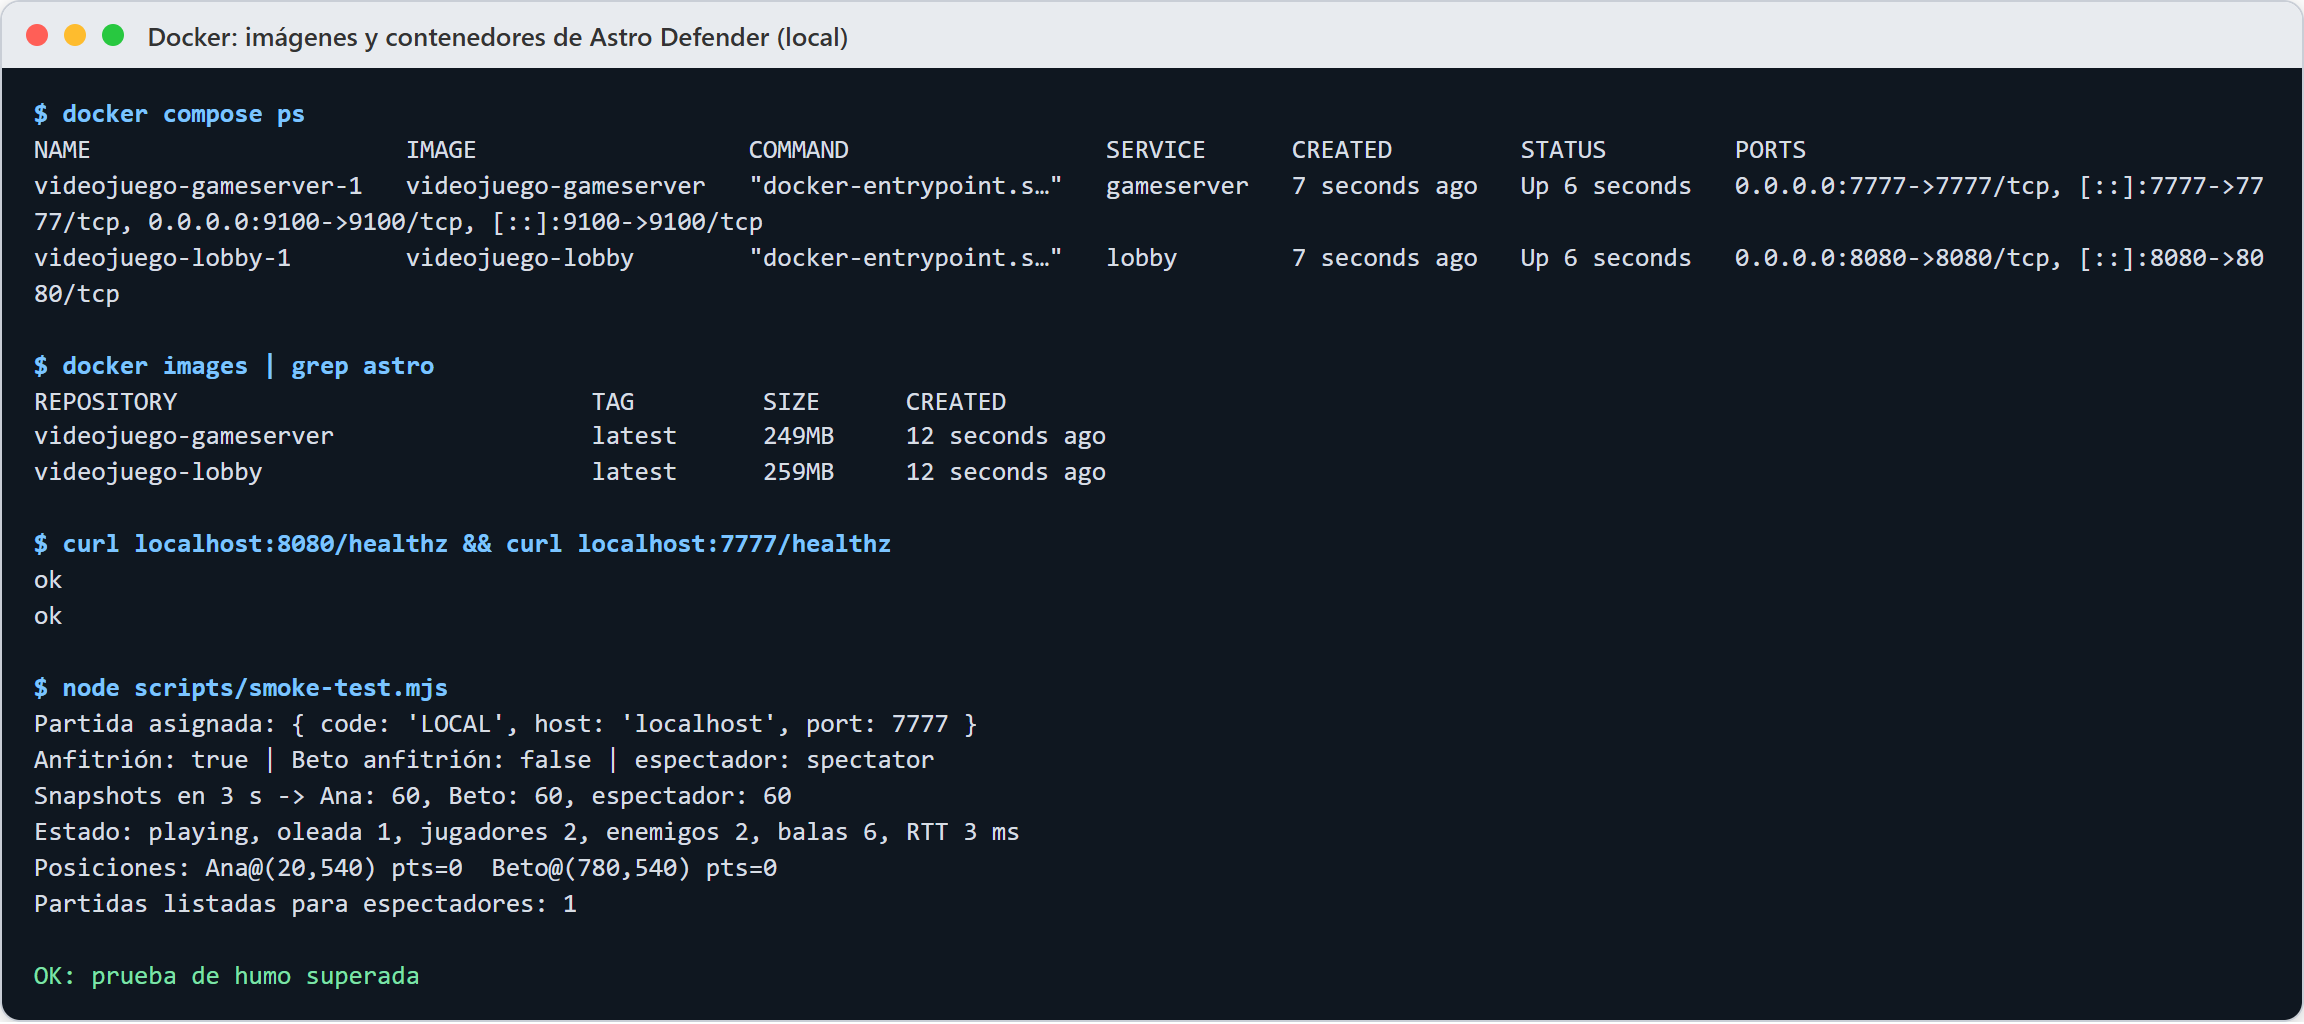 Docker: imágenes y contenedores de Astro Defender (local)
$ docker compose ps
NAME IMAGE COMMAND SERVICE CREATED STATUS PORTS
videojuego-gameserver-1 videojuego-gameserver "docker-entrypoint.s…" gameserver 7 seconds ago Up 6 seconds 0.0.0.0:7777->7777/tcp, [::]:7777->77
77/tcp, 0.0.0.0:9100->9100/tcp, [::]:9100->9100/tcp
videojuego-lobby-1 videojuego-lobby "docker-entrypoint.s…" lobby 7 seconds ago Up 6 seconds 0.0.0.0:8080->8080/tcp, [::]:8080->80
80/tcp
$ docker images | grep astro
REPOSITORY TAG SIZE CREATED
videojuego-gameserver latest 249MB 12 seconds ago
videojuego-lobby latest 259MB 12 seconds ago
$ curl localhost:8080/healthz && curl localhost:7777/healthz
ok
ok
$ node scripts/smoke-test.mjs
Partida asignada: { code: 'LOCAL', host: 'localhost', port: 7777 }
Anfitrión: true | Beto anfitrión: false | espectador: spectator
Snapshots en 3 s -> Ana: 60, Beto: 60, espectador: 60
Estado: playing, oleada 1, jugadores 2, enemigos 2, balas 6, RTT 3 ms
Posiciones: Ana@(20,540) pts=0 Beto@(780,540) pts=0
Partidas listadas para espectadores: 1
OK: prueba de humo superada